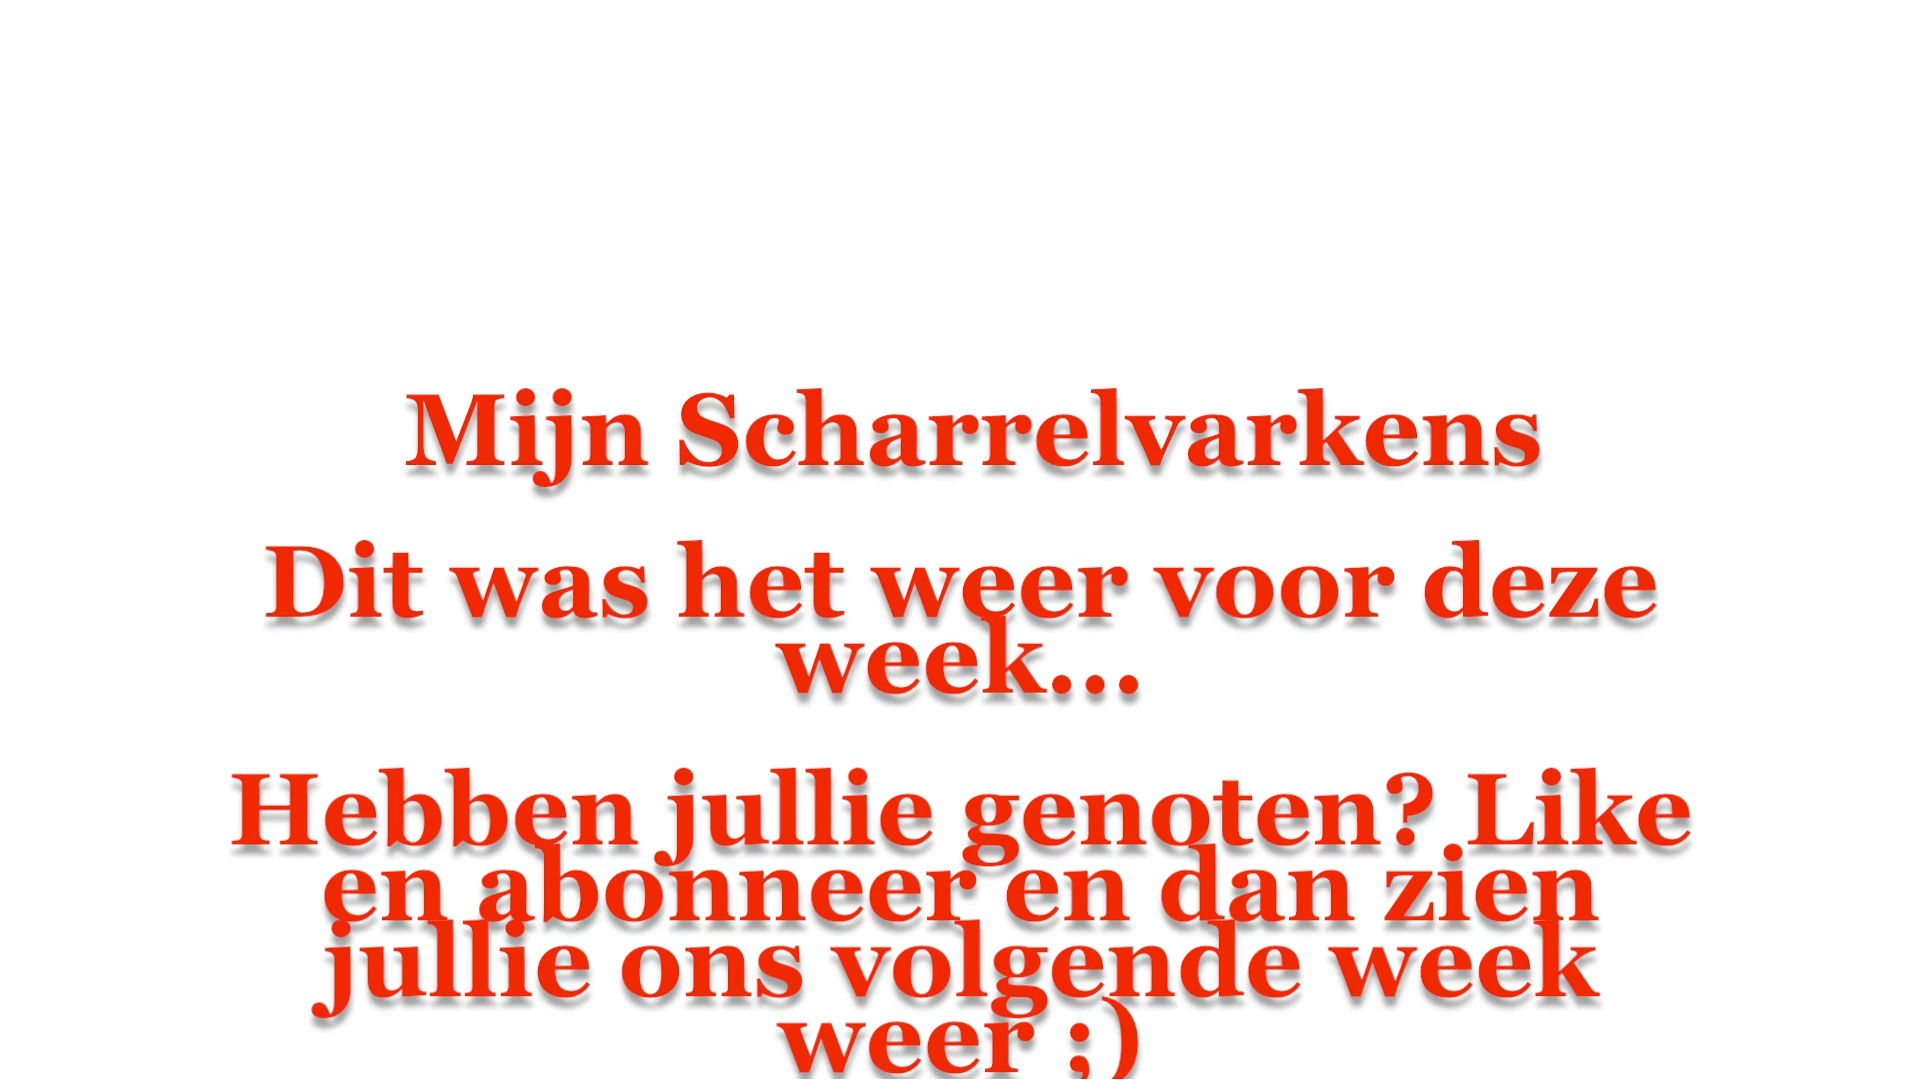 Mijn Scharrelvarkens
Dit was het weer voor deze
week...
Hebben jullie genoten? Like
en abonneer en dan zien
jullie ons volgende week
weer ;)